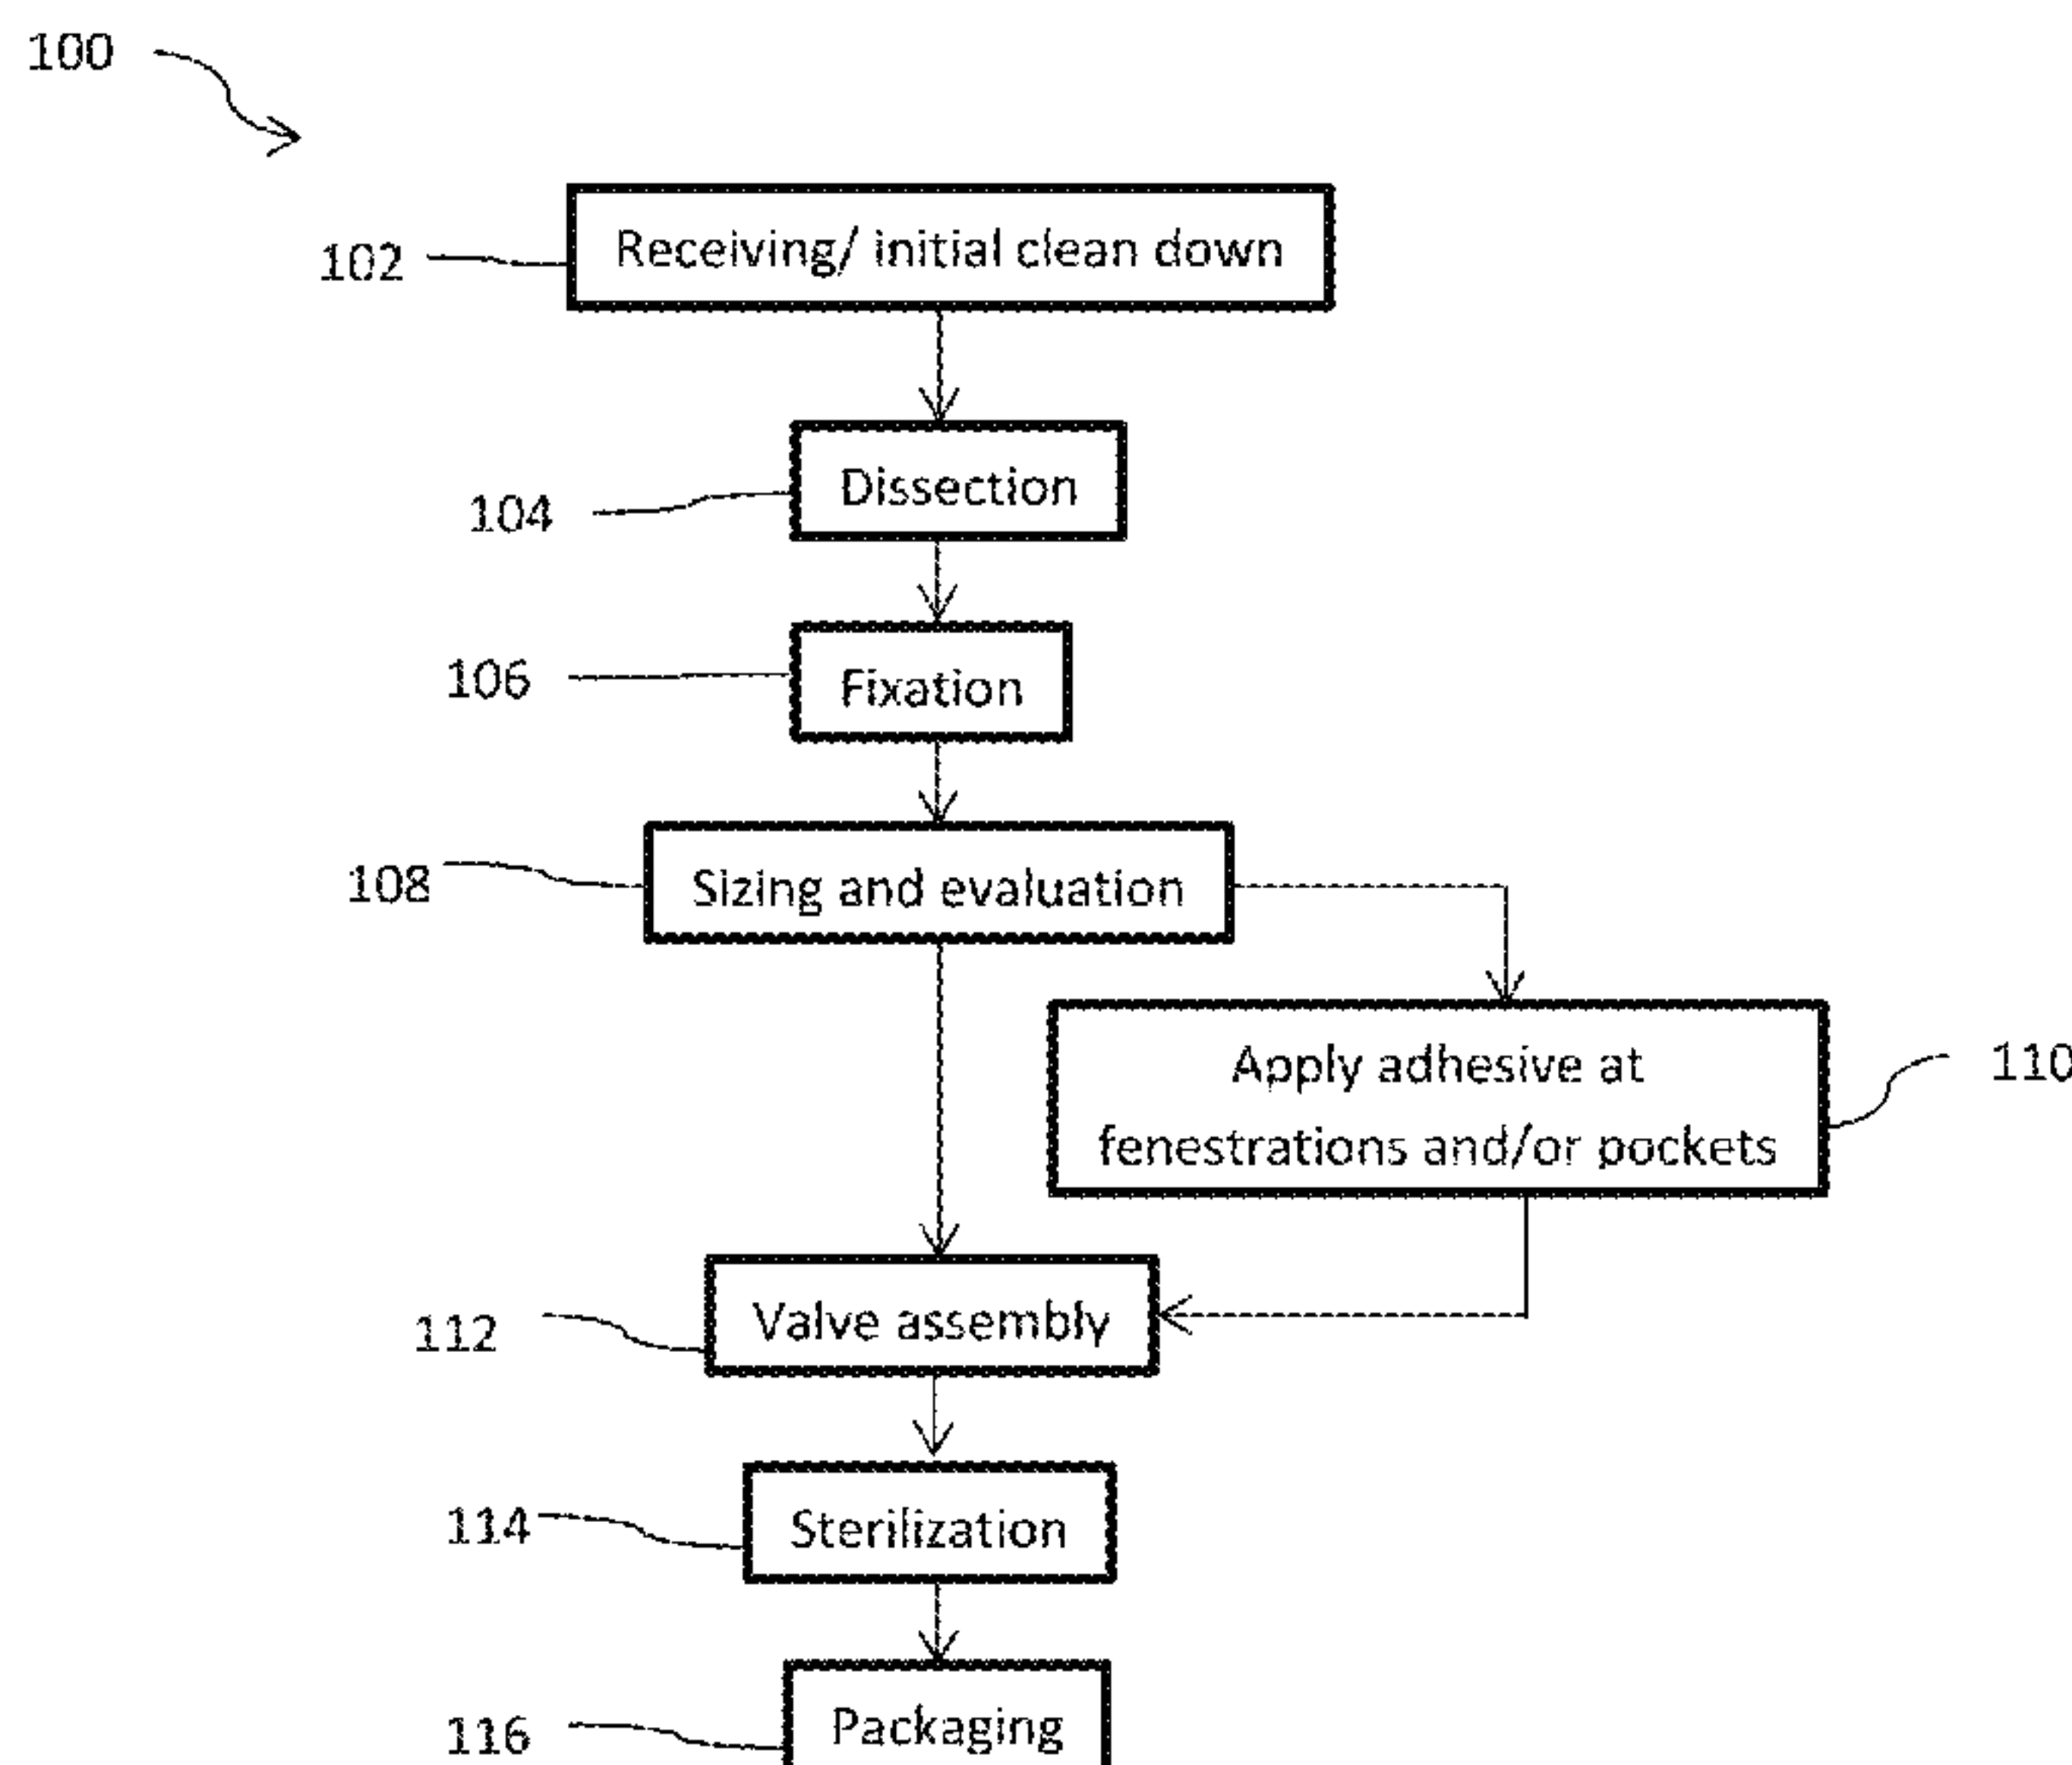 100
102
Receiving/ initial clean down
104
Dissection
106
Fixation
108
Sizing and evaluation
Apply adhesive at
fenestrations and/or pockets
110
112
Valve assembly
114
Sterilization
116
Packaging